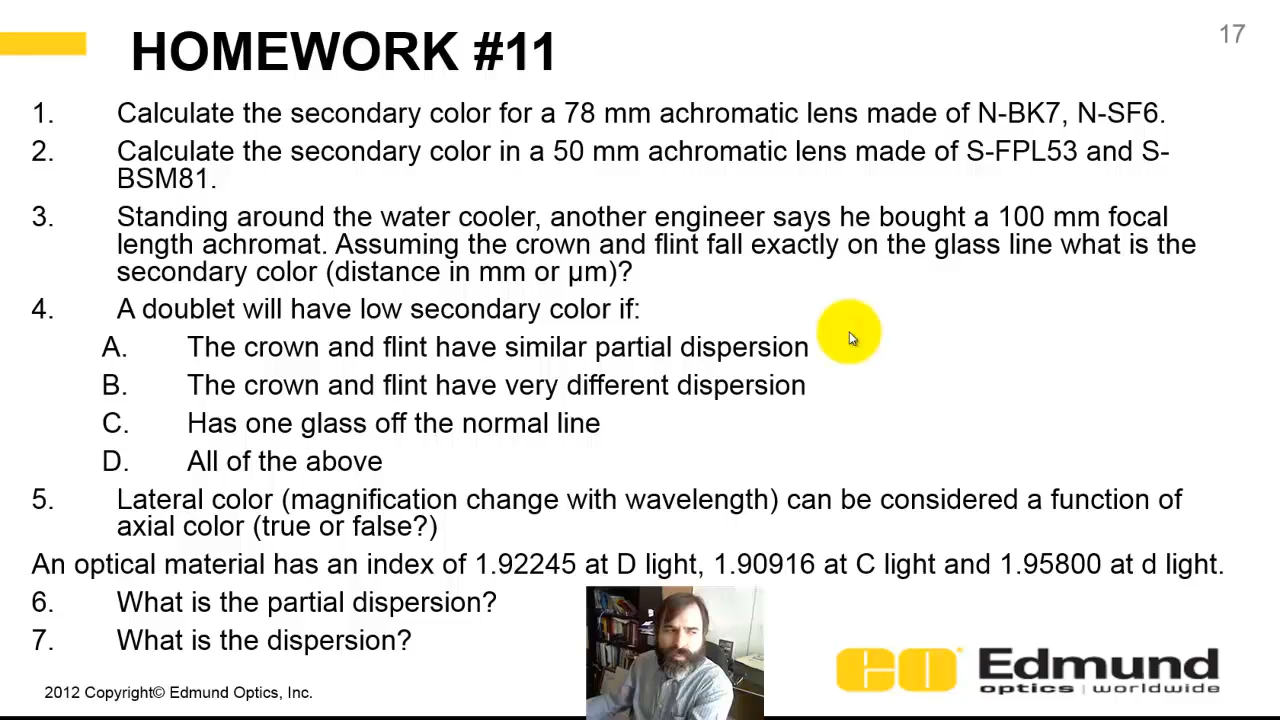 17
HOMEWORK #11
1. Calculate the secondary color for a 78 mm achromatic lens made of N-BK7, N-SF6.
2. Calculate the secondary color in a 50 mm achromatic lens made of S-FPL53 and S-
BSM81.
3. Standing around the water cooler, another engineer says he bought a 100 mm focal
length achromat. Assuming the crown and flint fall exactly on the glass line what is the
secondary color (distance in mm or µm)?
4. A doublet will have low secondary color if:
A. The crown and flint have similar partial dispersion
B. The crown and flint have very different dispersion
C. Has one glass off the normal line
D. All of the above
5. Lateral color (magnification change with wavelength) can be considered a function of
axial color (true or false?)
An optical material has an index of 1.92245 at D light, 1.90916 at C light and 1.95800 at d light.
6. What is the partial dispersion?
7. What is the dispersion?
EO Edmund
optics | worldwide
2012 Copyright© Edmund Optics, Inc.